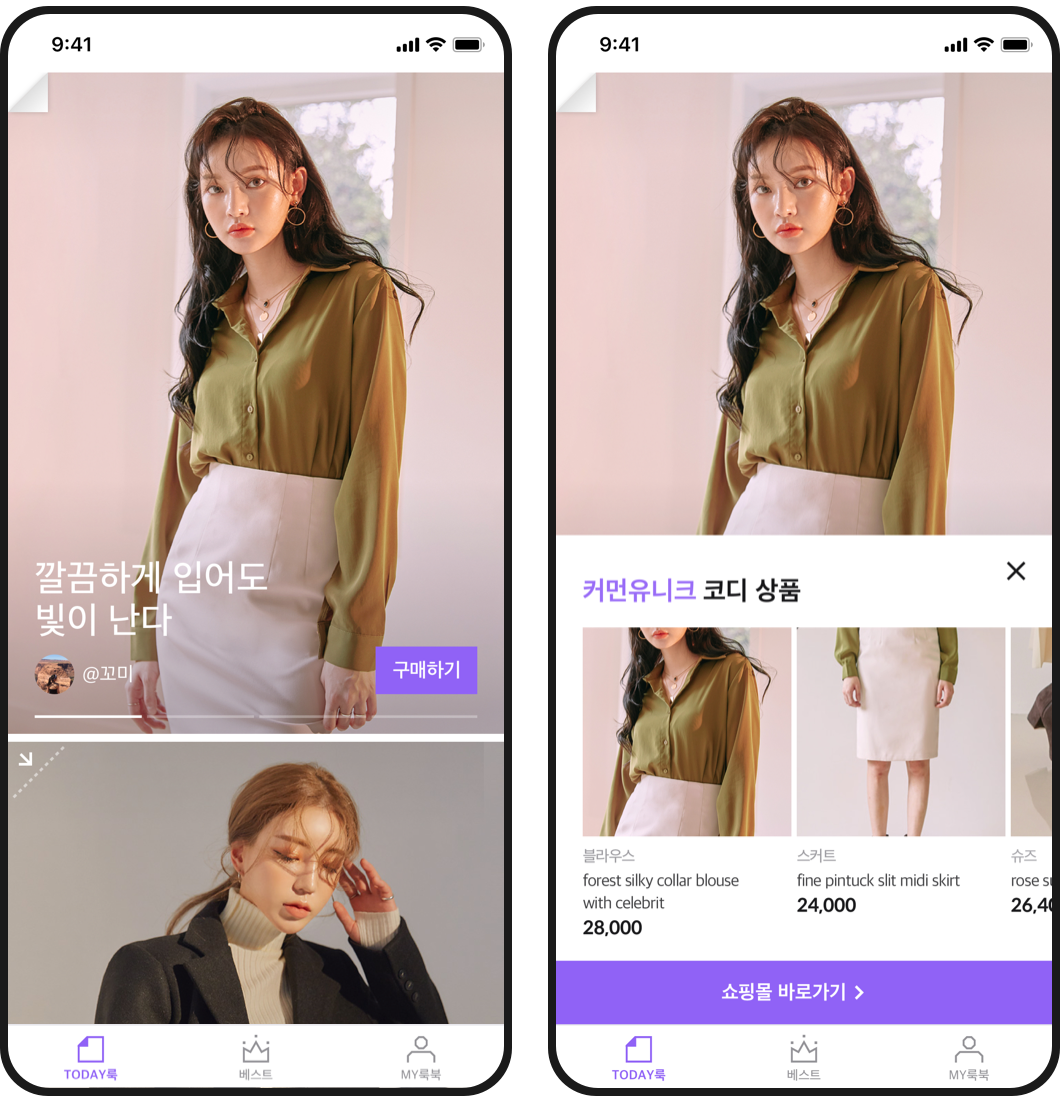 9:41
깔끔하게 입어도
빛이 난다
@꼬미
구매하기
TODAY룩
베스트
MY룩북
9:41
커먼유니크 코디 상품
블라우스
forest silky collar blouse
with celebrit
28,000
스커트
fine pintuck slit midi skirt
24,000
슈즈
rose
26,40
쇼핑몰 바로가기
TODAY룩
베스트
MY룩북